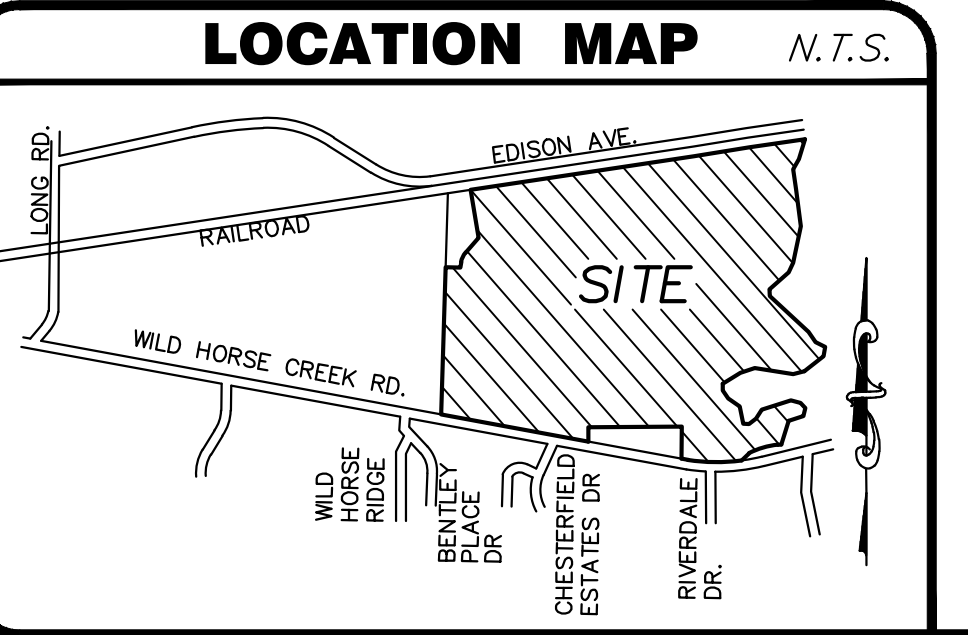 LOCATION MAP
N.T.S.
LONG RD.
EDISON AVE.
RAILROAD
SITE
WILD HORSE CREEK RD.
WILD
HORSE
RIDGE
BENTLEY
PLACE
DR
CHESTERFIELD
ESTATES DR
RIVERDALE
DR.